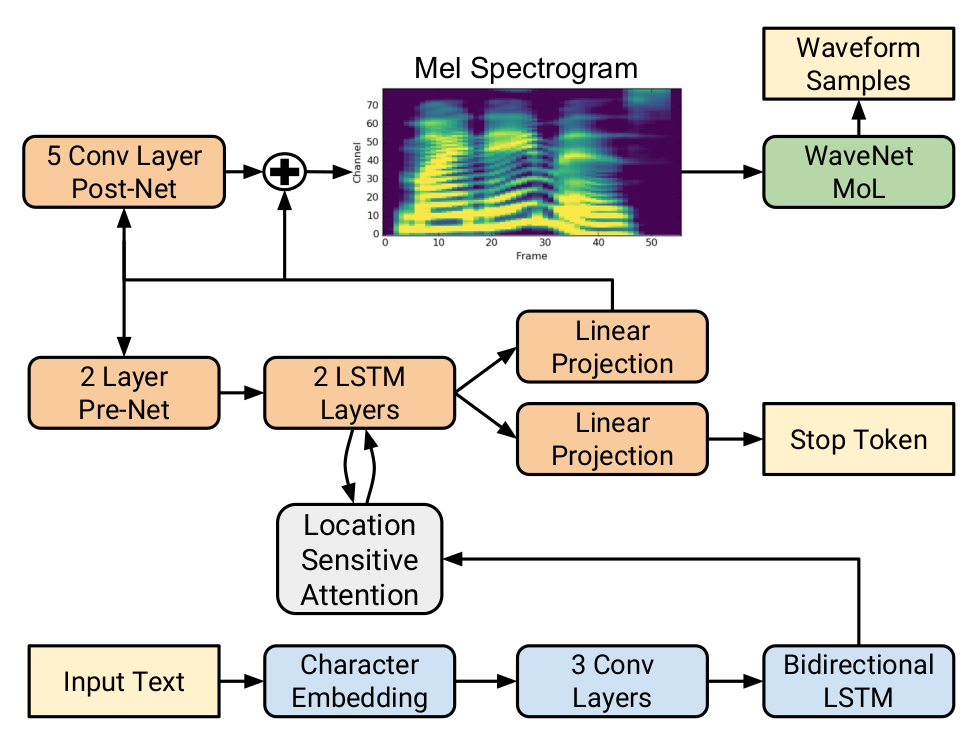 Waveform
Samples
Mel Spectrogram
5 Conv Layer
Post-Net
Channel
70
60
50
40
30
20
10
0
0 10 20 30 40 50
Frame
WaveNet
MoL
Linear
Projection
2 Layer
Pre-Net
2 LSTM
Layers
Linear
Projection
Stop Token
Location
Sensitive
Attention
Input Text
Character
Embedding
3 Conv
Layers
Bidirectional
LSTM